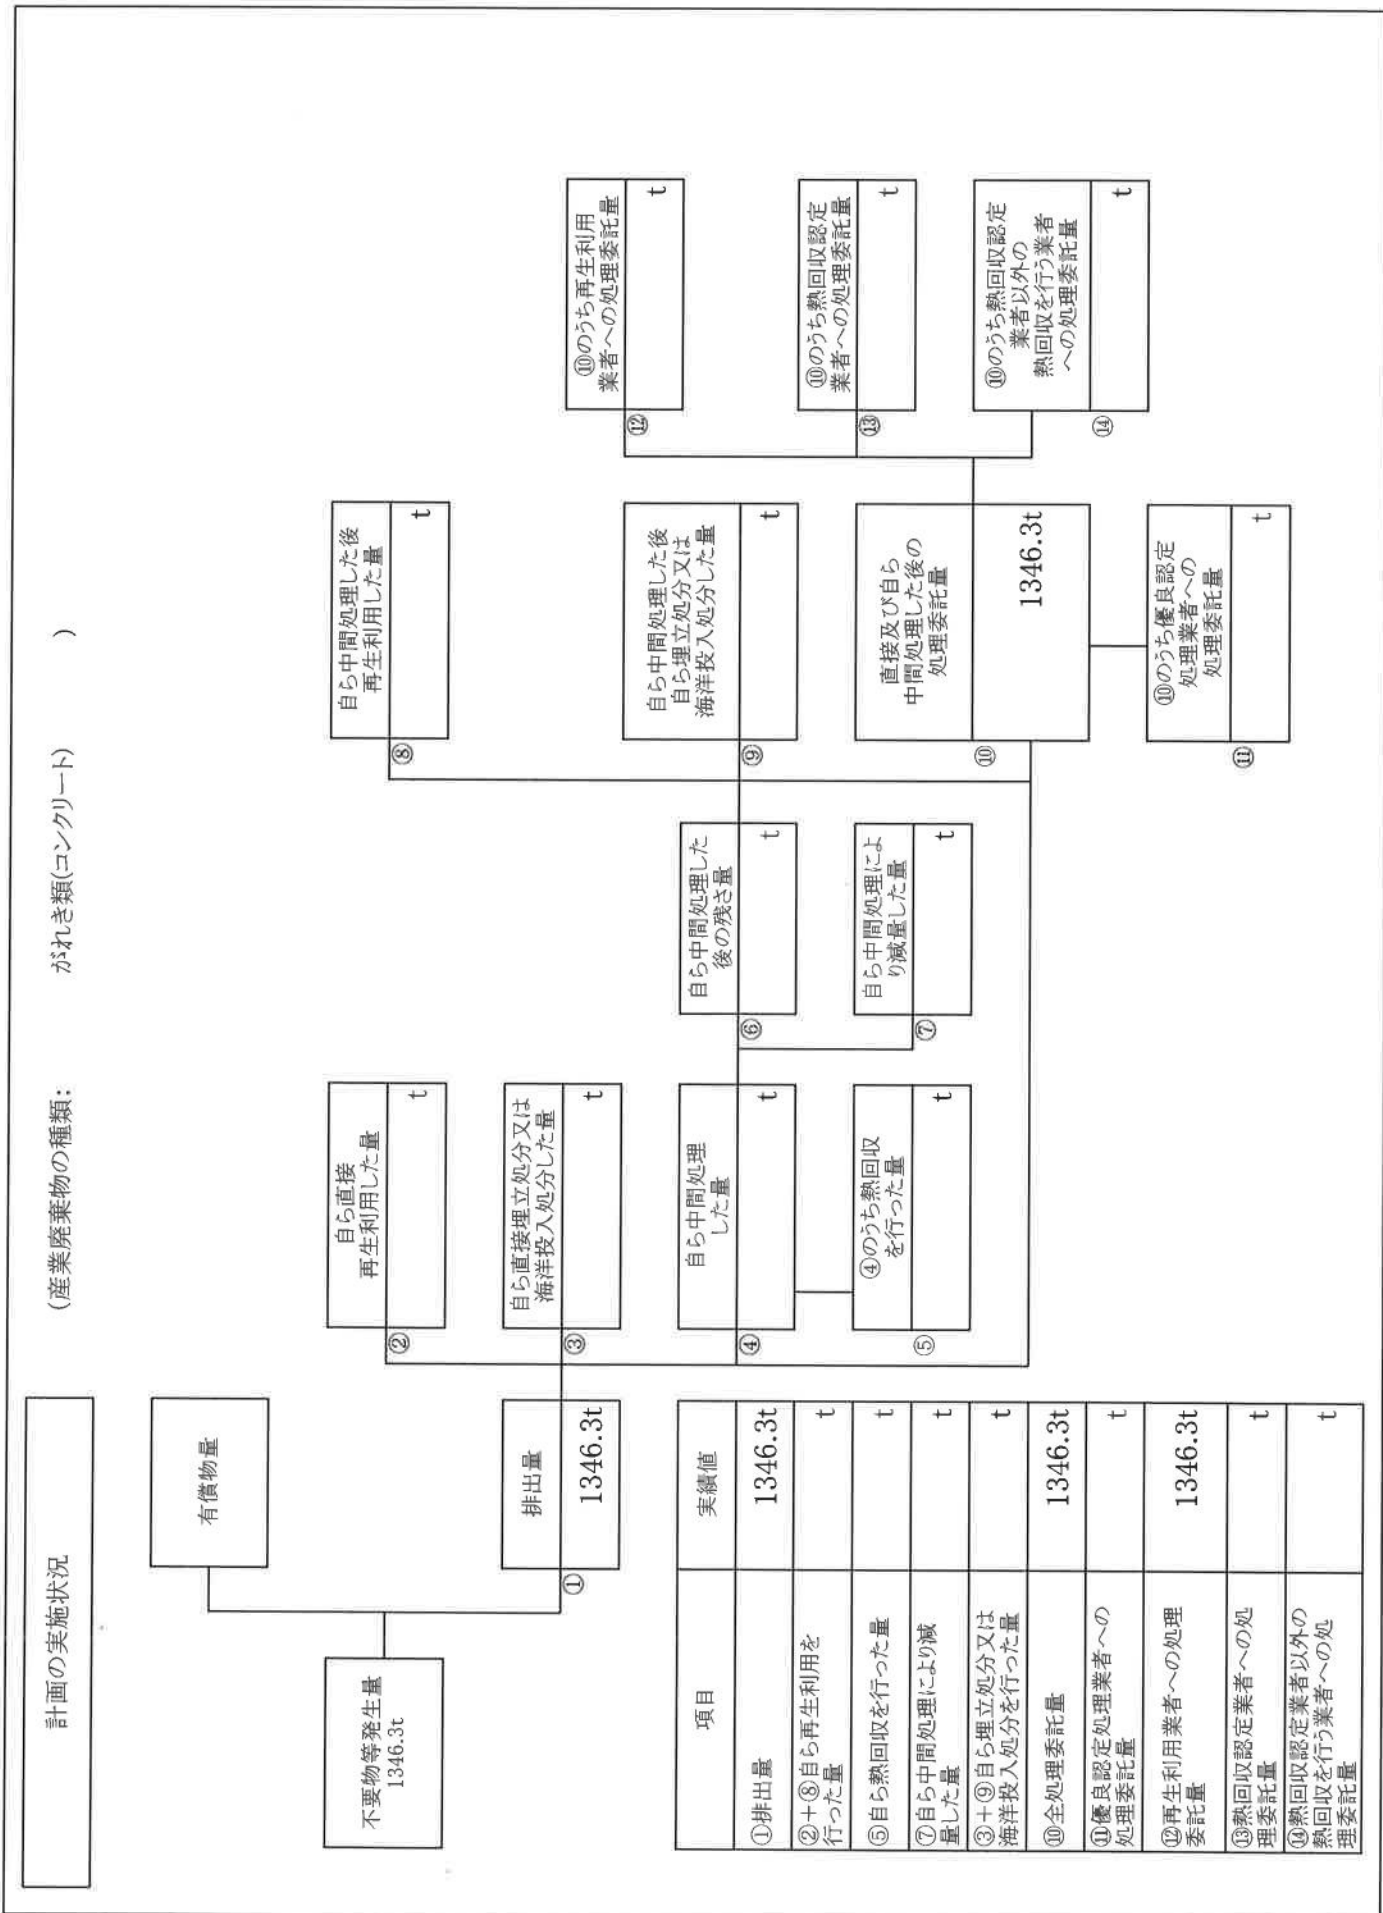 計画の実施状況
(産業廃棄物の種類:
がれき類(コンクリート)
)
不要物等発生量
1346.3t
有償物量
①
排出量
1346.3t
②
自ら直接
再生利用した量
t
③
自ら直接埋立処分又は
海洋投入処分した量
t
④
自ら中間処理
した量
t
⑤
④のうち熱回収
を行った量
t
⑥
自ら中間処理した
後の残さ量
t
⑦
自ら中間処理によ
り減量した量
t
⑧
自ら中間処理した後
再生利用した量
t
⑨
自ら中間処理した後
自ら埋立処分又は
海洋投入処分した量
t
⑩
直接及び自ら
中間処理した後の
処理委託量
1346.3t
⑪
⑩のうち優良認定
処理業者への
処理委託量
t
⑫
⑩のうち再生利用
業者への処理委託量
t
⑬
⑩のうち熱回収認定
業者への処理委託量
t
⑭
⑩のうち熱回収認定
業者以外の
熱回収を行う業者
への処理委託量
t
項目
実績値
①排出量
1346.3t
②+⑧自ら再生利用を
行った量
t
⑤自ら熱回収を行った量
t
⑦自ら中間処理により減
量した量
t
③+⑨自ら埋立処分又は
海洋投入処分を行った量
t
⑩全処理委託量
1346.3t
⑪優良認定処理業者への
処理委託量
t
⑫再生利用業者への処理
委託量
1346.3t
⑬熱回収認定業者への処
理委託量
t
⑭熱回収認定業者以外の
熱回収を行う業者への処
理委託量
t